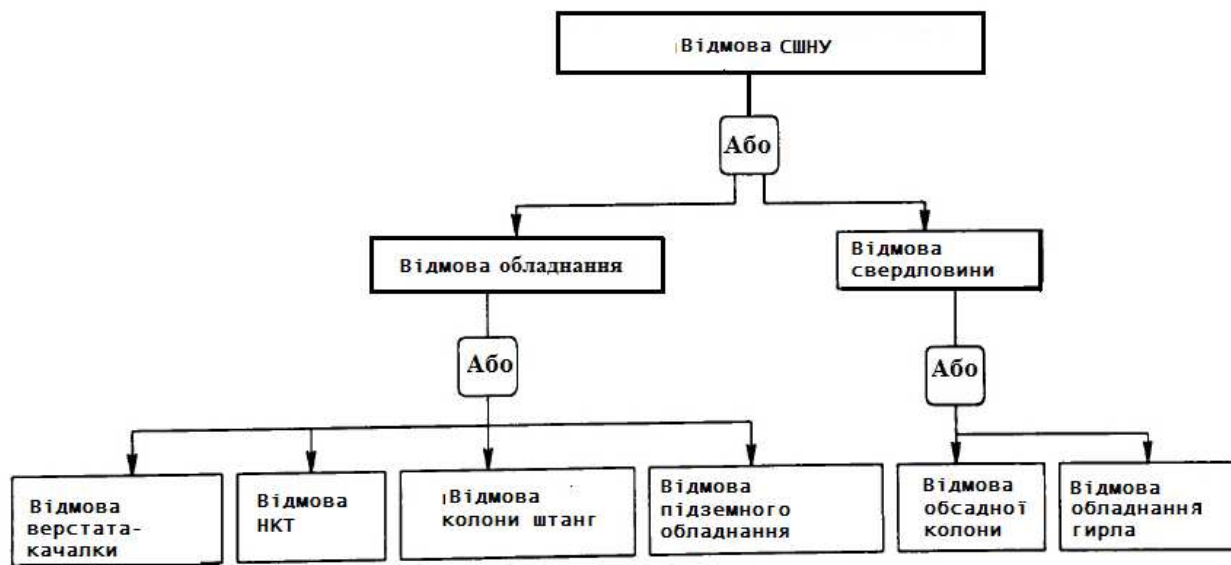 Відмова СШНУ
Або
Відмова обладнання
Відмова
свердловини
Або
Або
Відмова
верстата-
качалки
Відмова
НКТ
Відмова
колони штанг
Відмова
підземного
обладнання
Відмова
обсадної
колони
Відмова
обладнання
гирла